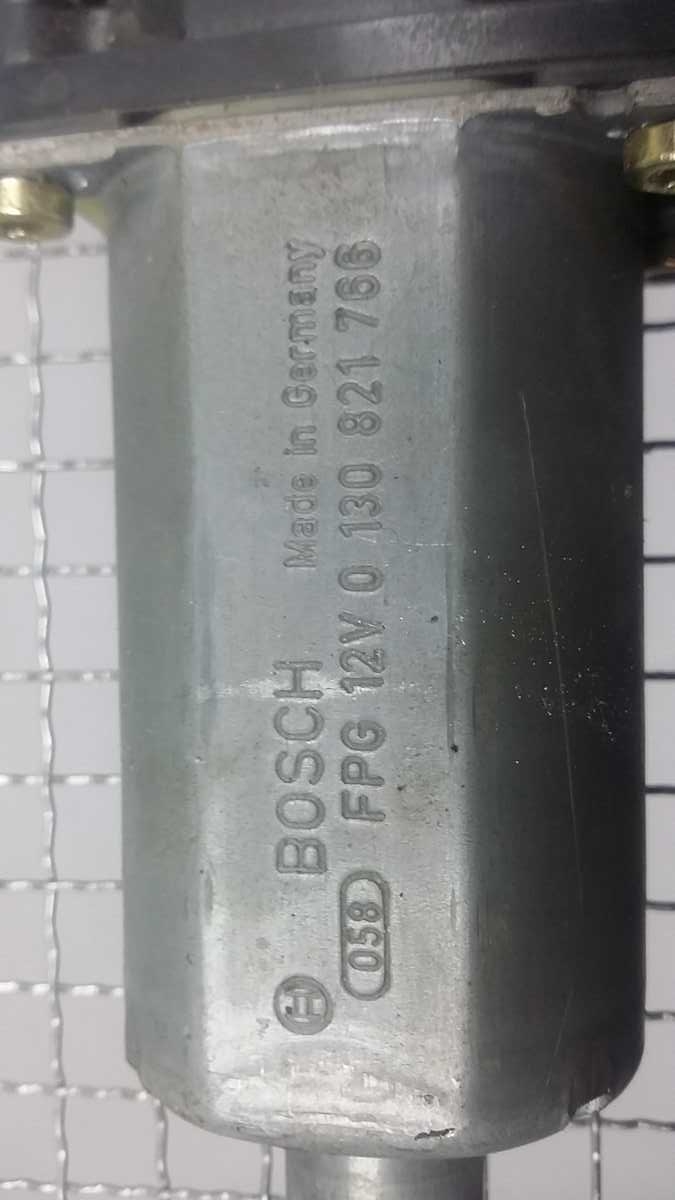 BOSCH Made in Germany
058 FPG 12V 0 130 821 766